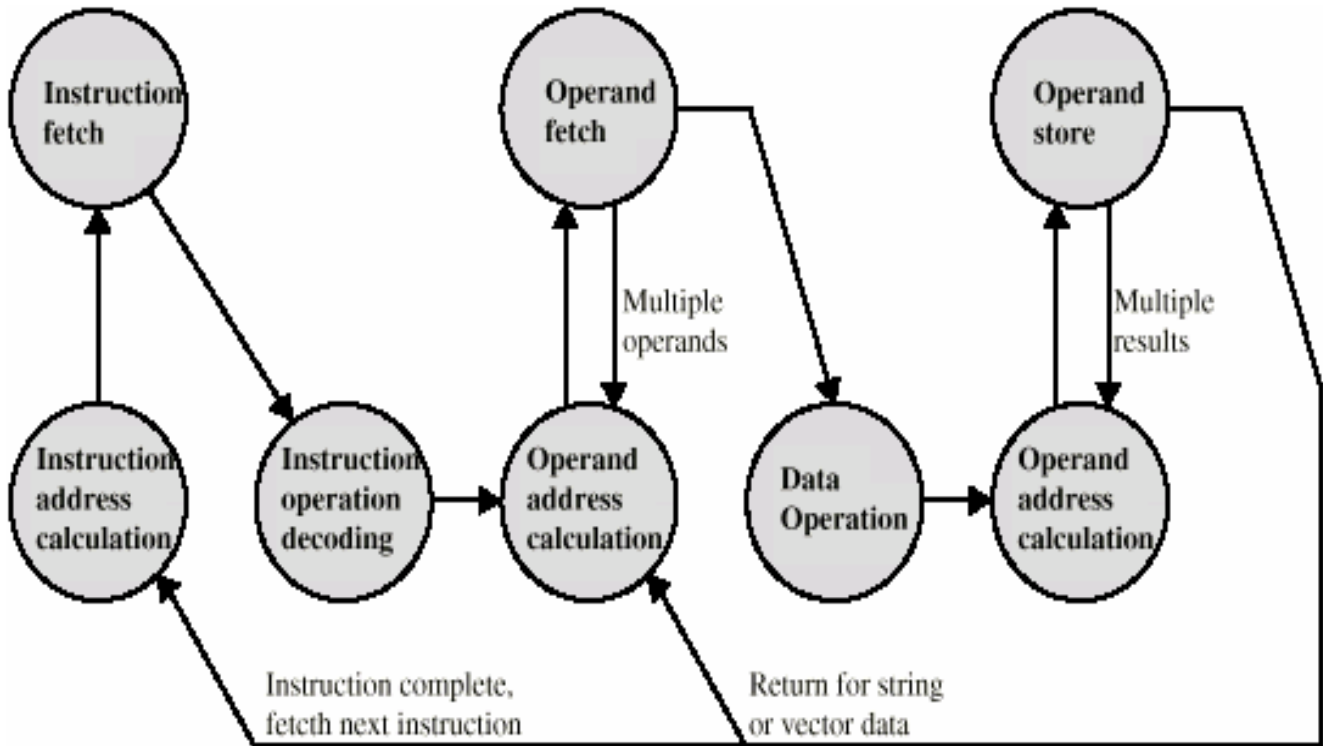 Instruction
fetch
Operand
fetch
Operand
store
Multiple
operands
Multiple
results
Instruction
address
calculation
Instruction
operation
decoding
Operand
address
calculation
Data
Operation
Operand
address
calculation
Instruction complete,
fetcth next instruction
Return for string
or vector data